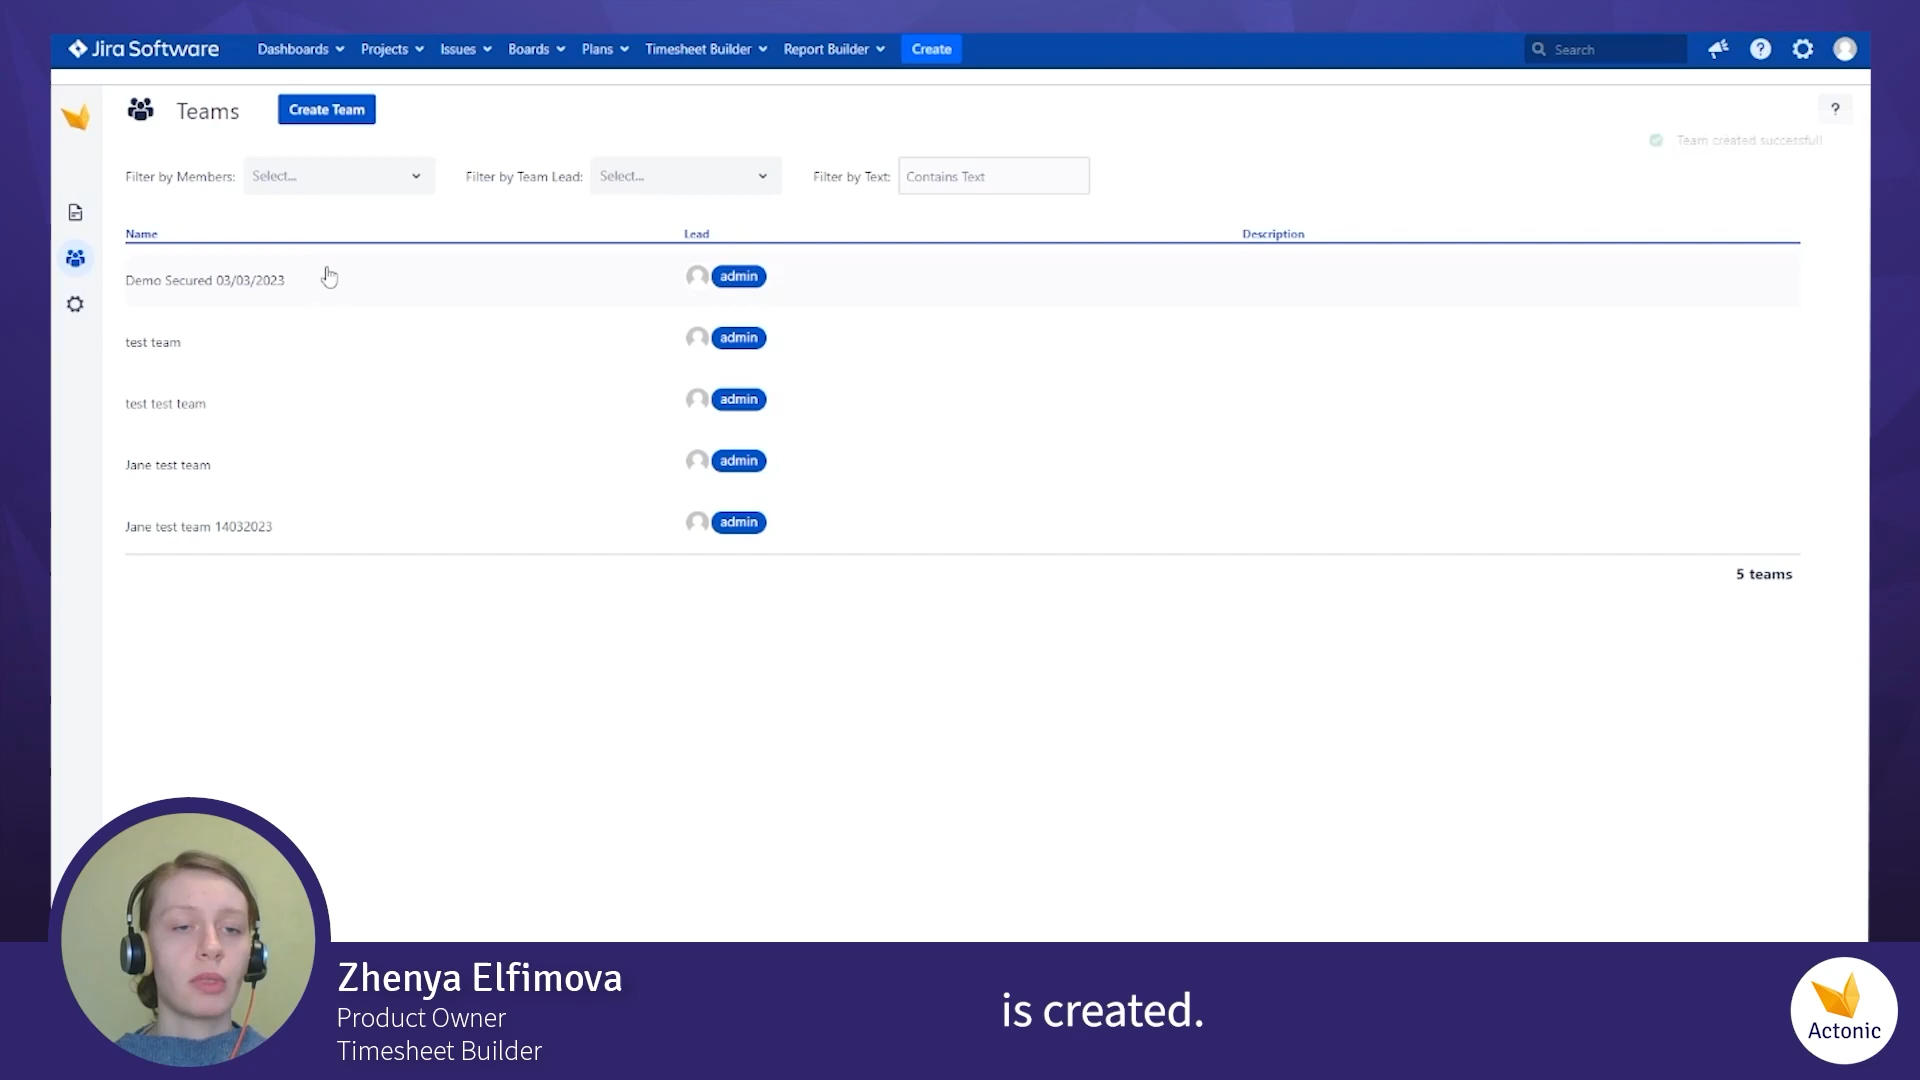 Jira Software
Dashboards Projects Issues Boards Plans Timesheet Builder Report Builder Create Search
Teams Create Team
Team created successfull
Filter by Members: Select... Filter by Team Lead: Select... Filter by Text: Contains Text
Name Lead Description
Demo Secured 03/03/2023 admin
test team admin
test test team admin
Jane test team admin
Jane test team 14032023 admin
5 teams
Zhenya Elfimova
Product Owner
Timesheet Builder
is created.
Actonic